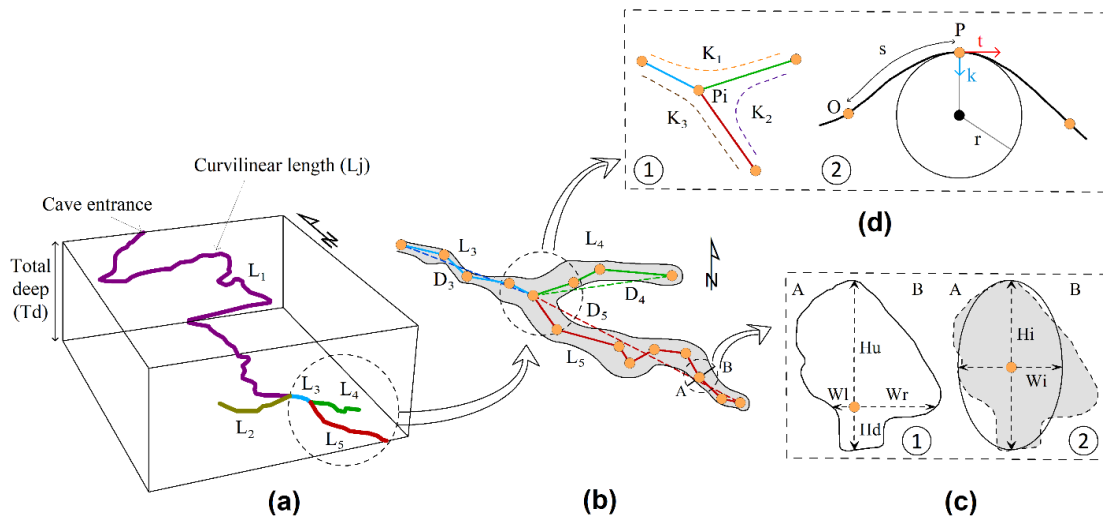 Curvilinear length (Lj)
Cave entrance
Total
deep
(Td)
N
L1
L2
L3
L4
L5
(a)
L3
D3
L4
D4
D5
L5
A
B
N
(b)
P
s
t
k
O
r
K1
Pi
K2
K3
1
2
(d)
A
B
Hu
Wl
Wr
Hd
1
A
B
Hi
Wi
2
(c)